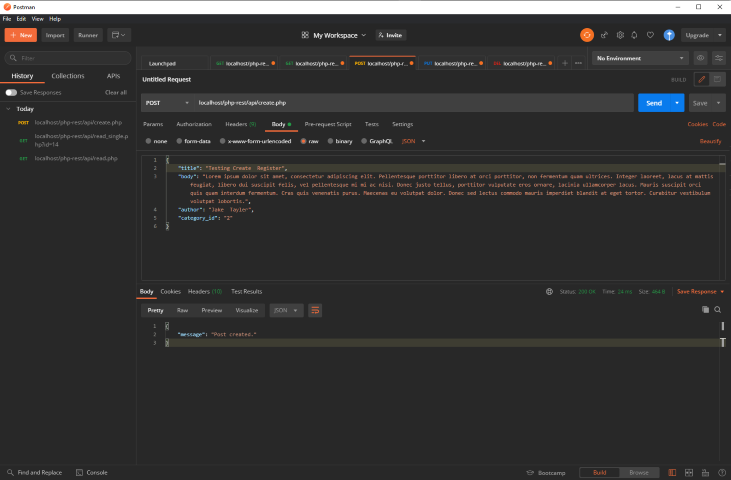 Postman
File Edit View Help
+ New Import Runner
My Workspace Invite
Upgrade
Filter
History Collections APIs
Save Responses Clear all
Today
POST localhost/php-rest/api/create.php
GET localhost/php-rest/api/read_single.p
hp?id=14
GET localhost/php-rest/api/read.php
Launchpad GET localhost/php-re... GET localhost/php-re... POST localhost/php-r... PUT localhost/php-re... DEL localhost/php-re...
No Environment
Untitled Request
BUILD
POST localhost/php-rest/api/create.php
Send Save
Params Authorization Headers (9) Body Pre-request Script Tests Settings Cookies Code
none form-data x-www-form-urlencoded raw binary GraphQL JSON Beautify
1 {
2 "title": "Testing Create Register",
3 "body": "Lorem ipsum dolor sit amet, consectetur adipiscing elit. Pellentesque porttitor libero at orci porttitor, non fermentum quam ultrices. Integer laoreet, lacus at mattis
feugiat, libero dui suscipit felis, vel pellentesque mi mi ac nisl. Donec justo tellus, porttitor vulputate eros ornare, lacinia ullamcorper lacus. Mauris suscipit orci
quis quam interdum fermentum. Cras quis venenatis purus. Maecenas eu volutpat dolor. Donec sed lectus commodo mauris imperdiet blandit at eget tortor. Curabitur vestibulum
volutpat lobortis.",
4 "author": "Jake Tayler",
5 "category_id": "2"
6 }
Body Cookies Headers (10) Test Results
Status: 200 OK Time: 24 ms Size: 464 B Save Response
Pretty Raw Preview Visualize JSON
1 {
2 "message": "Post created."
3 }
Find and Replace Console
Bootcamp Build Browse